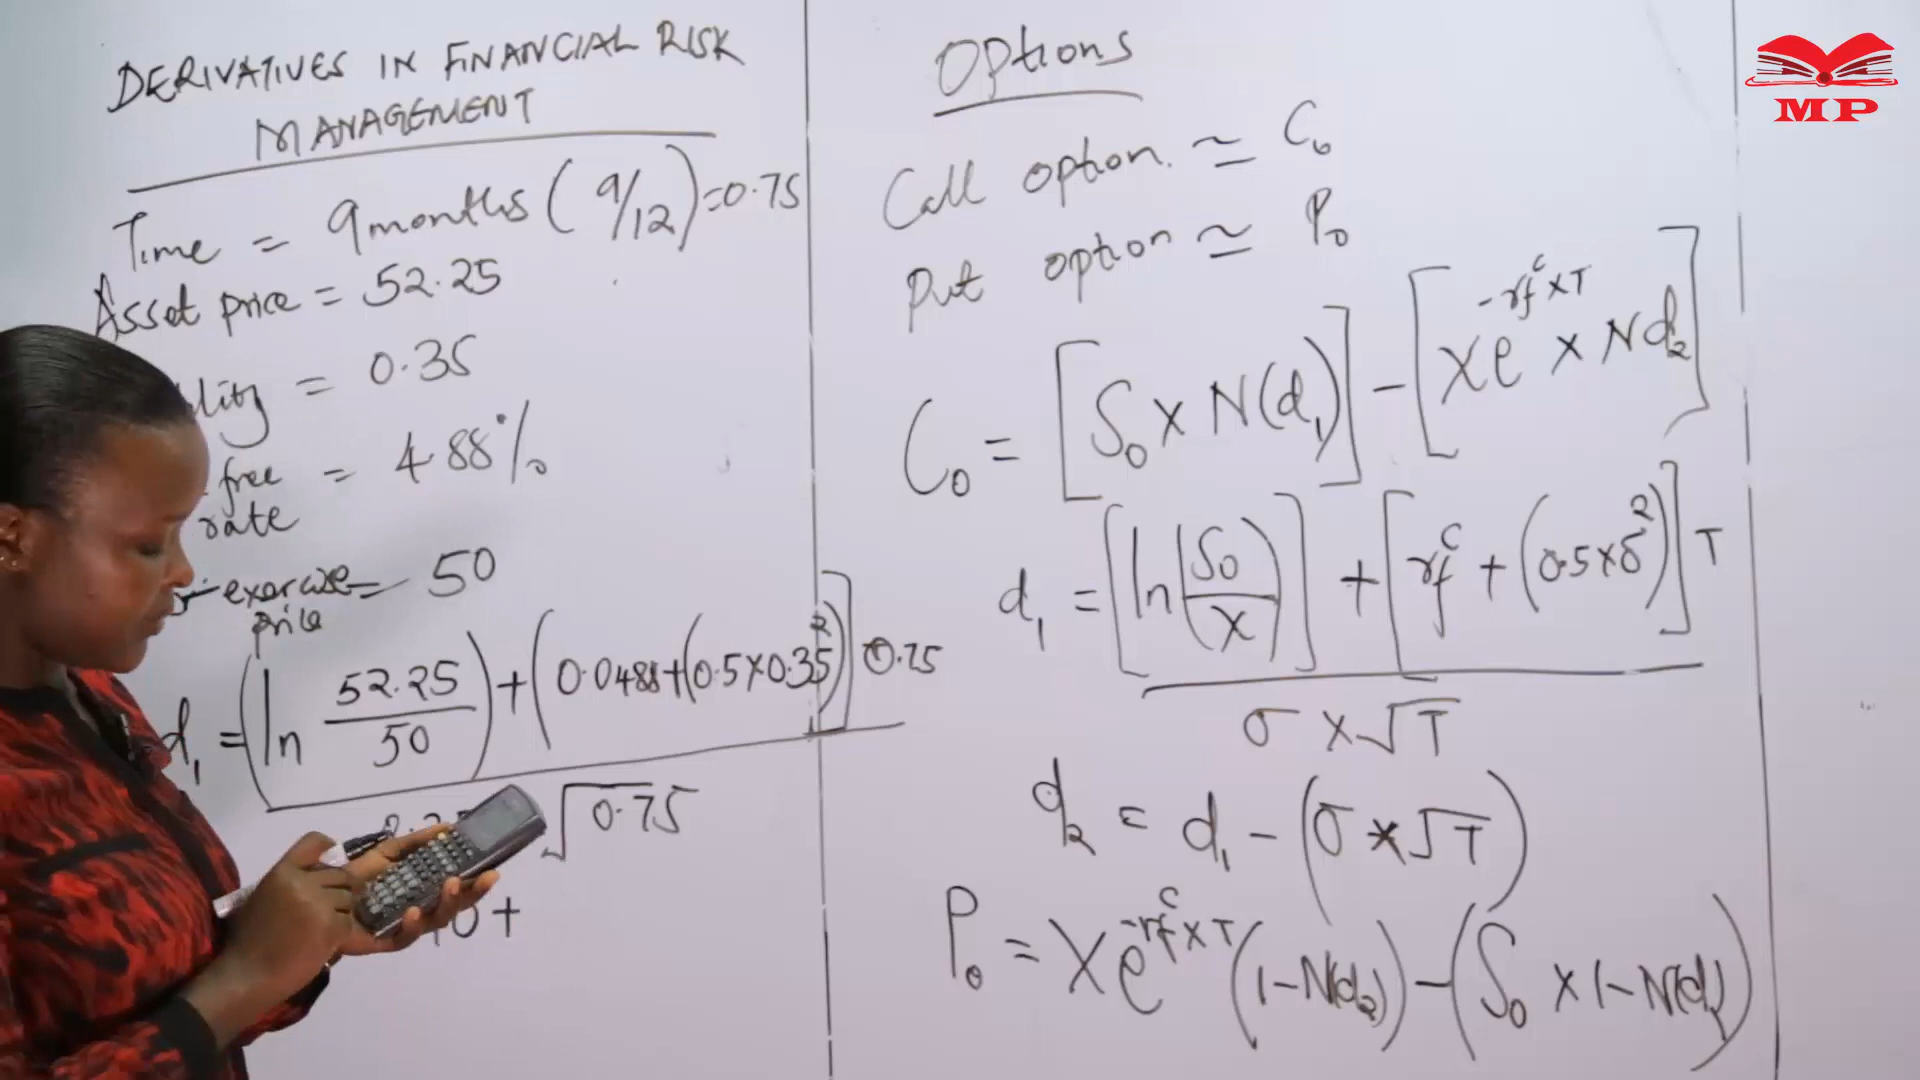 DERIVATIVES IN FINANCIAL RISK
MANAGEMENT
Time = 9months (9/12)=0.75
Asset price = 52.25
lity = 0.35
free = 4.88%
rate
exercise = 50
price
d₁ = (ln 52.25/50) + (0.0488+(0.5×0.35²)] 0.75
√0.75
+
Options
Call option ≃ C₀
Put option ≃ P₀
C₀ = [S₀ × N(d₁)] - [Xe^-rf^c×T × Nd₂]
d₁ = [ln(S₀/X)] + [rf^c + (0.5×σ²)] T
σ × √T
d₂ = d₁ - (σ * √T)
P₀ = Xe^-rf^c×T (1-N(d₂)) - (S₀ × 1-N(d₁)
MP